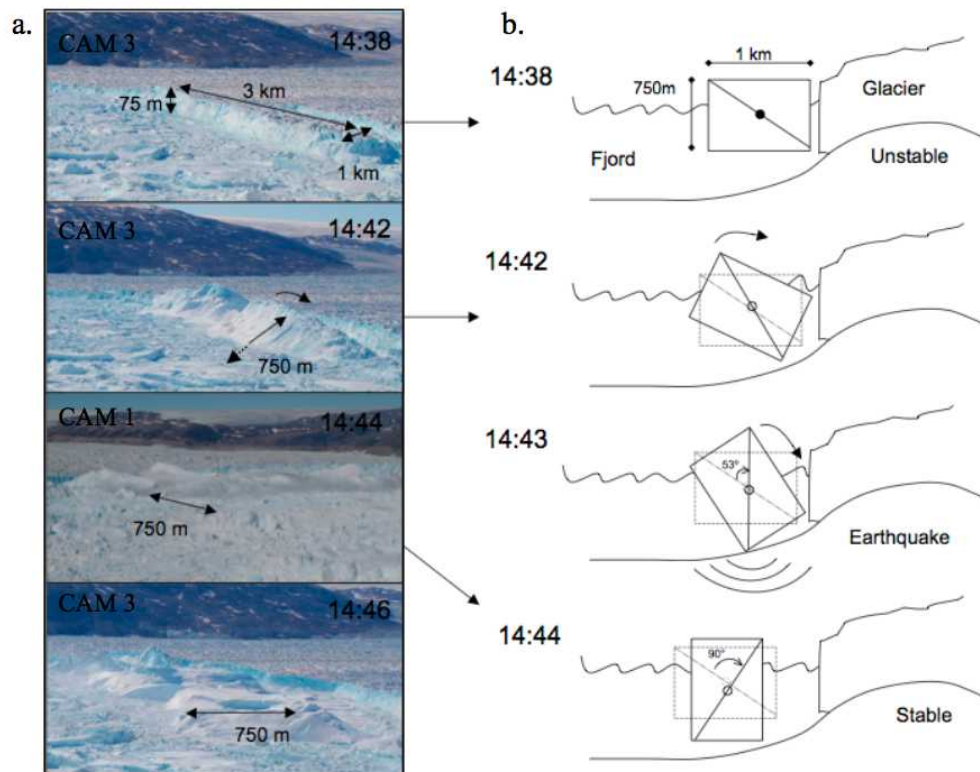 a.
CAM 3 14:38
75 m
3 km
1 km
CAM 3 14:42
750 m
CAM 1 14:44
750 m
CAM 3 14:46
750 m
b.
14:38
1 km
750m
Glacier
Fjord
Unstable
14:42
14:43
53°
Earthquake
14:44
90°
Stable